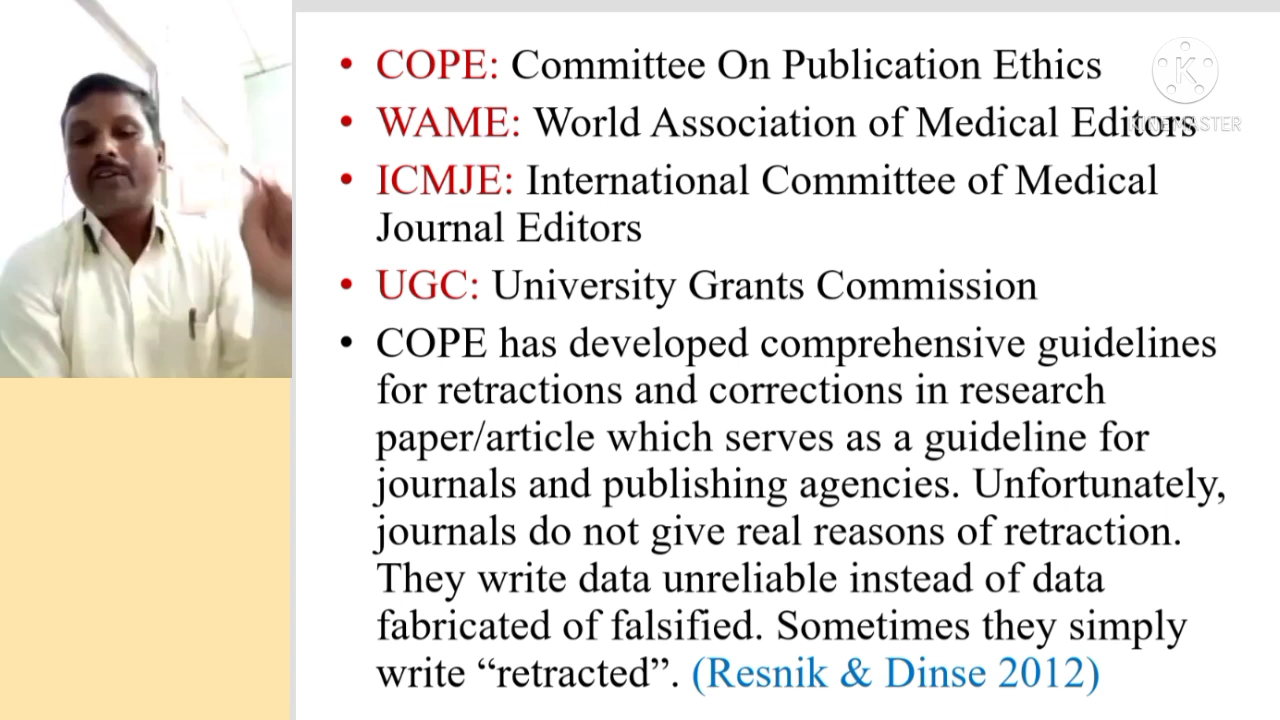 • COPE: Committee On Publication Ethics
• WAME: World Association of Medical Editors
• ICMJE: International Committee of Medical
Journal Editors
• UGC: University Grants Commission
• COPE has developed comprehensive guidelines
for retractions and corrections in research
paper/article which serves as a guideline for
journals and publishing agencies. Unfortunately,
journals do not give real reasons of retraction.
They write data unreliable instead of data
fabricated of falsified. Sometimes they simply
write “retracted”. (Resnik & Dinse 2012)
K
KINEMASTER